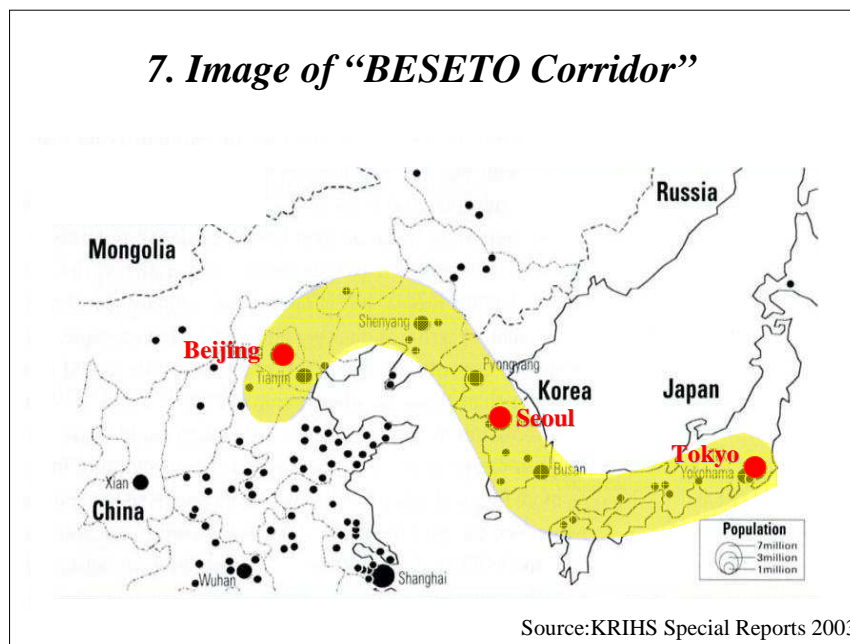 7. Image of “BESETO Corridor”
Russia
Mongolia
Shenyang
Beijing
Tianjin
Pyongyang
Korea
Japan
Seoul
Tokyo
Yokohama
Xian
Busan
China
Wuhan
Shanghai
Population
7million
3million
1million
Source:KRIHS Special Reports 2003